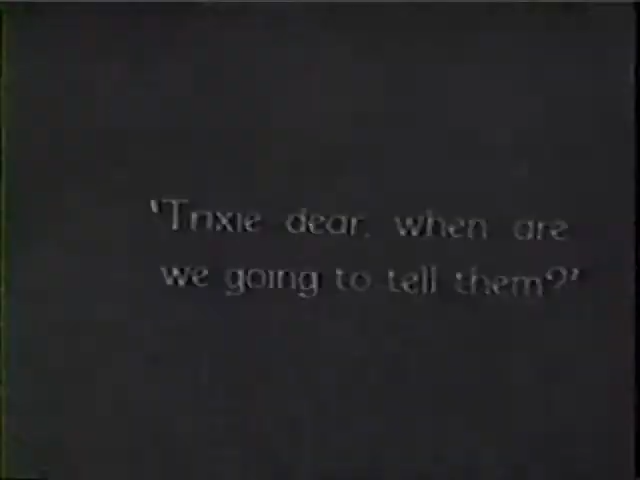 "Trixie dear, when are
we going to tell them?"